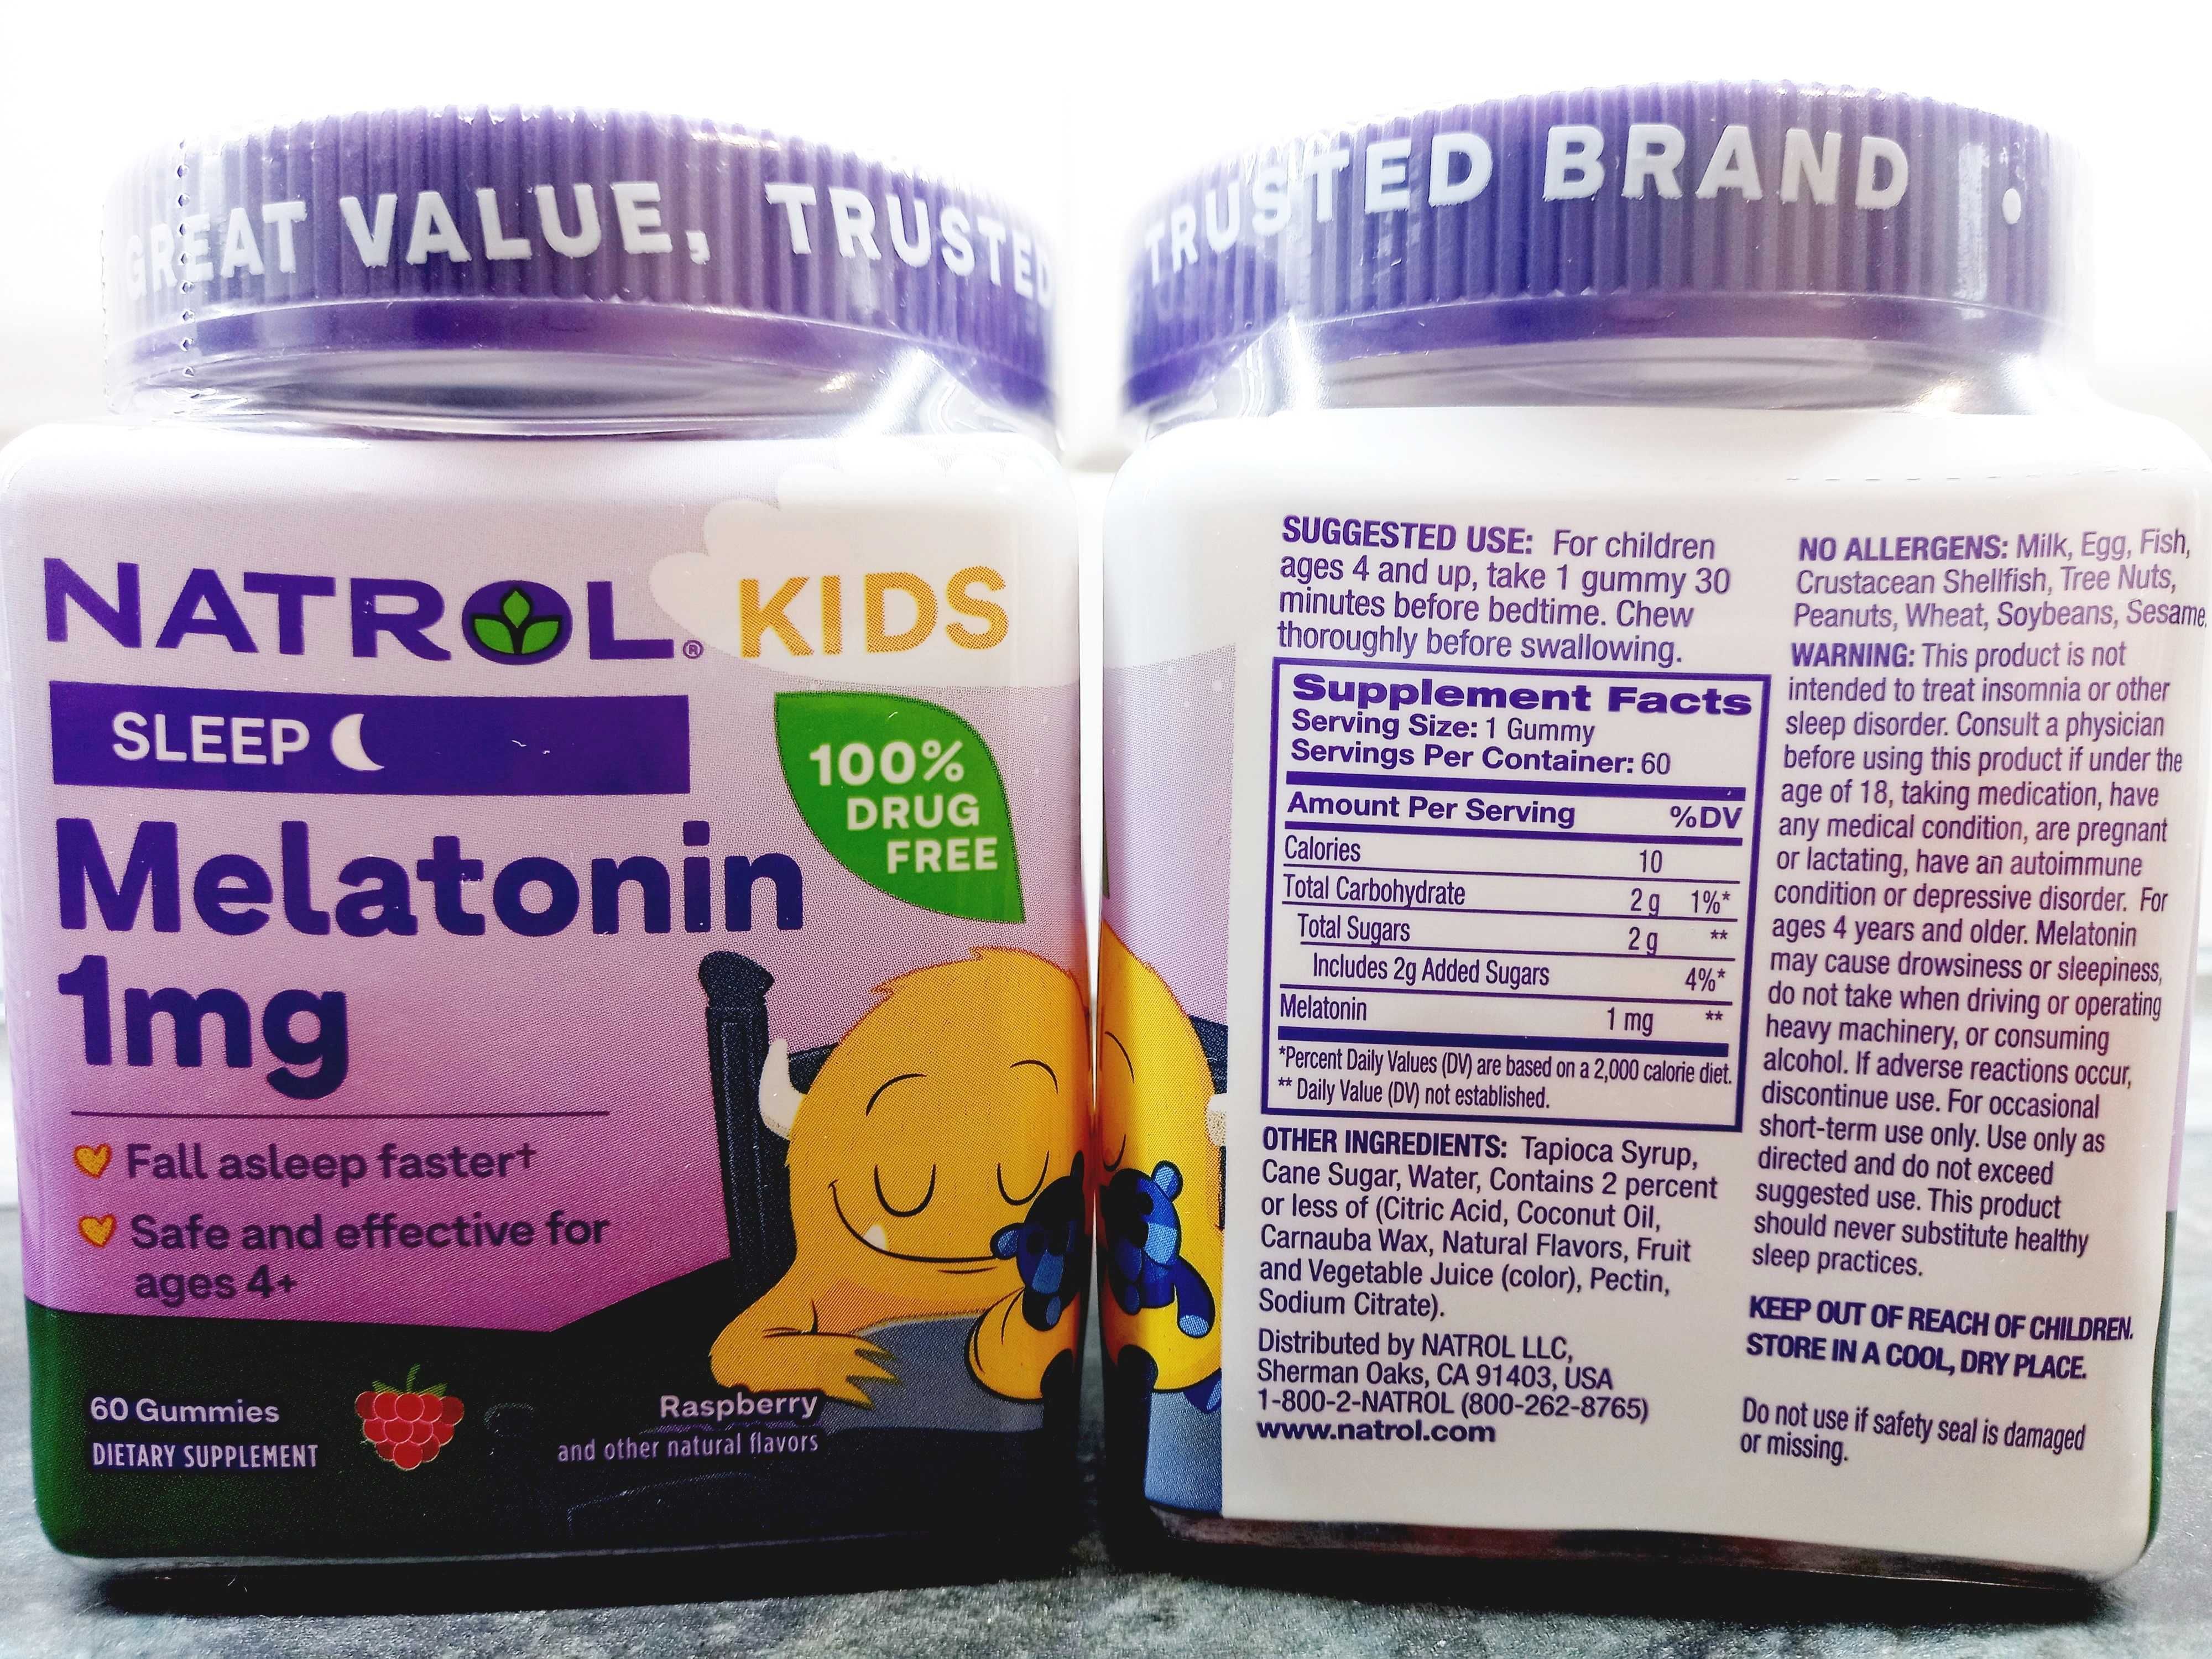 GREAT VALUE, TRUSTED
NATROL® KIDS
SLEEP
100%
DRUG
FREE
Melatonin
1mg
Fall asleep faster†
Safe and effective for
ages 4+
60 Gummies
DIETARY SUPPLEMENT
Raspberry
and other natural flavors
TRUSTED BRAND •
SUGGESTED USE: For children
ages 4 and up, take 1 gummy 30
minutes before bedtime. Chew
thoroughly before swallowing.
Supplement Facts
Serving Size: 1 Gummy
Servings Per Container: 60
Amount Per Serving %DV
Calories 10
Total Carbohydrate 2 g 1%*
Total Sugars 2 g **
Includes 2g Added Sugars 4%*
Melatonin 1 mg **
*Percent Daily Values (DV) are based on a 2,000 calorie diet.
** Daily Value (DV) not established.
OTHER INGREDIENTS: Tapioca Syrup,
Cane Sugar, Water, Contains 2 percent
or less of (Citric Acid, Coconut Oil,
Carnauba Wax, Natural Flavors, Fruit
and Vegetable Juice (color), Pectin,
Sodium Citrate).
Distributed by NATROL LLC,
Sherman Oaks, CA 91403, USA
1-800-2-NATROL (800-262-8765)
www.natrol.com
NO ALLERGENS: Milk, Egg, Fish,
Crustacean Shellfish, Tree Nuts,
Peanuts, Wheat, Soybeans, Sesame.
WARNING: This product is not
intended to treat insomnia or other
sleep disorder. Consult a physician
before using this product if under the
age of 18, taking medication, have
any medical condition, are pregnant
or lactating, have an autoimmune
condition or depressive disorder. For
ages 4 years and older. Melatonin
may cause drowsiness or sleepiness,
do not take when driving or operating
heavy machinery, or consuming
alcohol. If adverse reactions occur,
discontinue use. For occasional
short-term use only. Use only as
directed and do not exceed
suggested use. This product
should never substitute healthy
sleep practices.
KEEP OUT OF REACH OF CHILDREN.
STORE IN A COOL, DRY PLACE.
Do not use if safety seal is damaged
or missing.